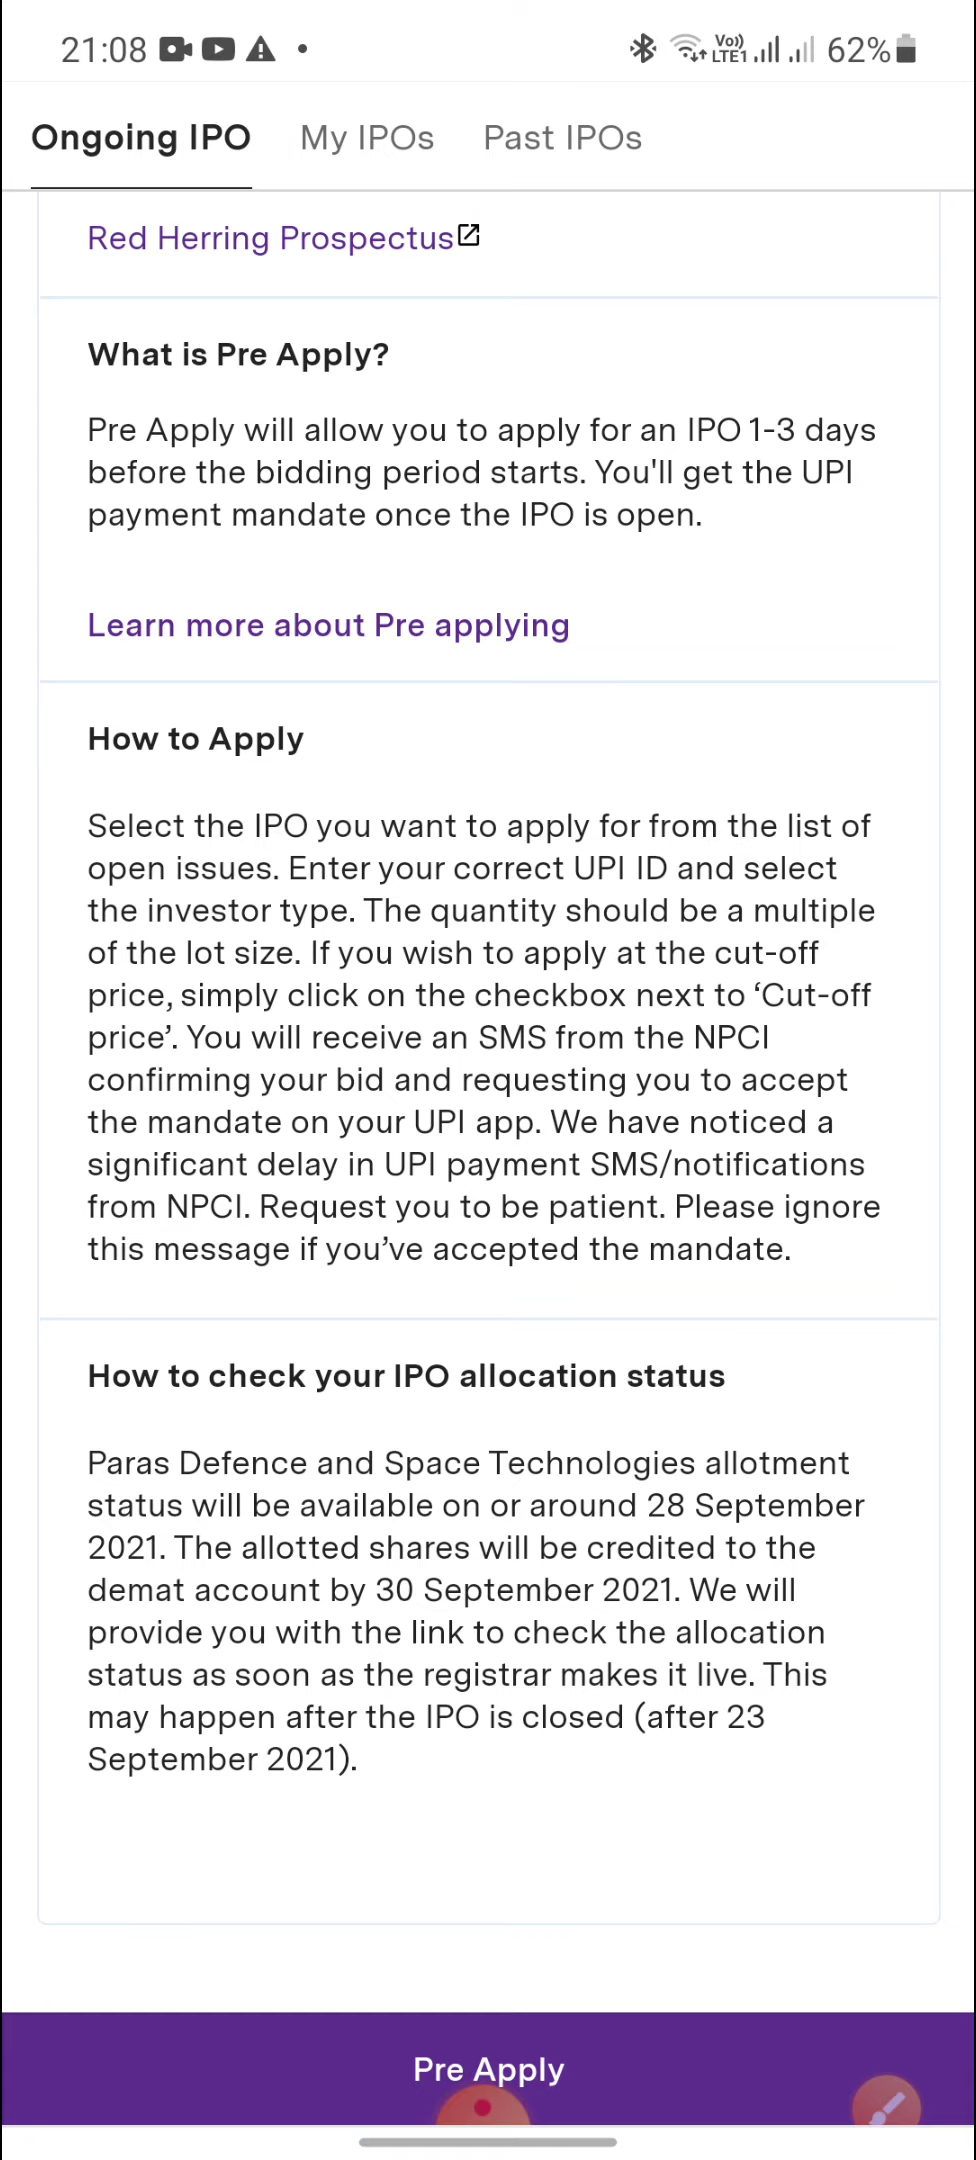 21:08 Vo)) LTE1 62%
Ongoing IPO My IPOs Past IPOs
Red Herring Prospectus
What is Pre Apply?
Pre Apply will allow you to apply for an IPO 1-3 days
before the bidding period starts. You'll get the UPI
payment mandate once the IPO is open.
Learn more about Pre applying
How to Apply
Select the IPO you want to apply for from the list of
open issues. Enter your correct UPI ID and select
the investor type. The quantity should be a multiple
of the lot size. If you wish to apply at the cut-off
price, simply click on the checkbox next to ‘Cut-off
price’. You will receive an SMS from the NPCI
confirming your bid and requesting you to accept
the mandate on your UPI app. We have noticed a
significant delay in UPI payment SMS/notifications
from NPCI. Request you to be patient. Please ignore
this message if you’ve accepted the mandate.
How to check your IPO allocation status
Paras Defence and Space Technologies allotment
status will be available on or around 28 September
2021. The allotted shares will be credited to the
demat account by 30 September 2021. We will
provide you with the link to check the allocation
status as soon as the registrar makes it live. This
may happen after the IPO is closed (after 23
September 2021).
Pre Apply